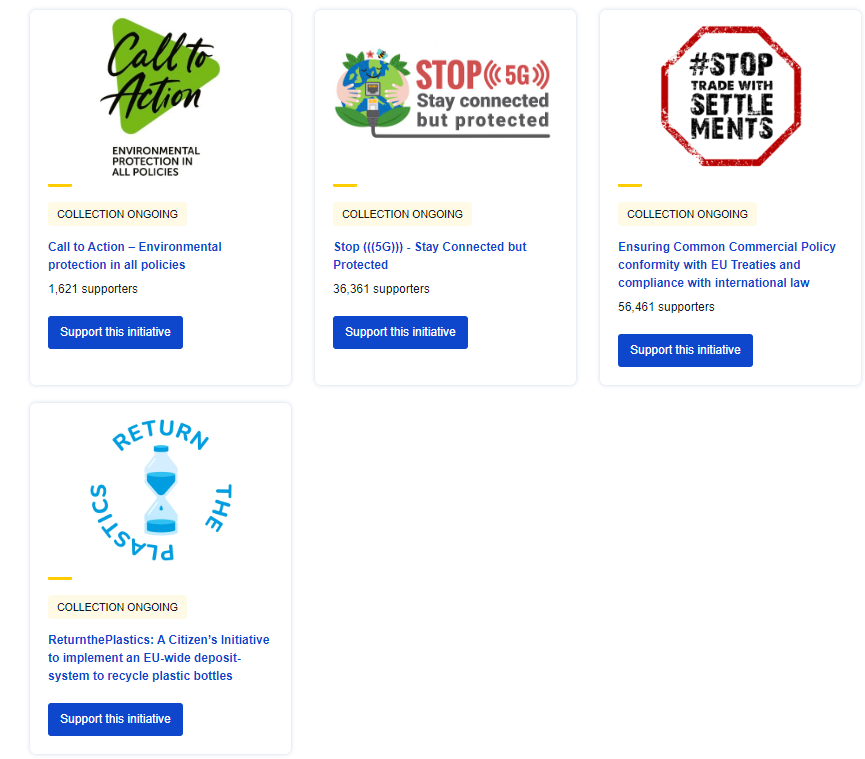 Call to
Action
ENVIRONMENTAL
PROTECTION IN
ALL POLICIES
COLLECTION ONGOING
Call to Action – Environmental
protection in all policies
1,621 supporters
Support this initiative
STOP (((5G)))
Stay connected
but protected
COLLECTION ONGOING
Stop (((5G))) - Stay Connected but
Protected
36,361 supporters
Support this initiative
#STOP
TRADE WITH
SETTLE
MENTS
COLLECTION ONGOING
Ensuring Common Commercial Policy
conformity with EU Treaties and
compliance with international law
56,461 supporters
Support this initiative
RETURN
THE
PLASTICS
COLLECTION ONGOING
ReturnthePlastics: A Citizen’s Initiative
to implement an EU-wide deposit-
system to recycle plastic bottles
Support this initiative